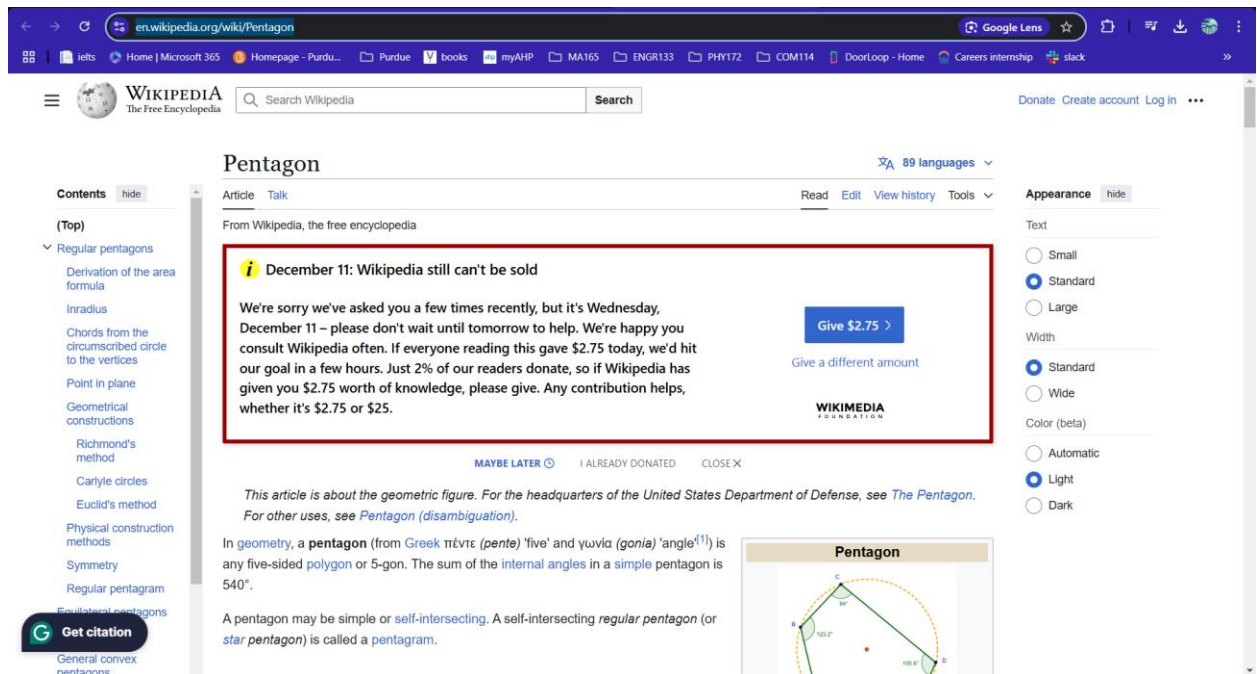 en.wikipedia.org/wiki/Pentagon
Google Lens
ielts
Home | Microsoft 365
Homepage - Purdu...
Purdue
books
myAHP
MA165
ENGR133
PHY172
COM114
DoorLoop - Home
Careers internship
slack
»
WIKIPEDIA
The Free Encyclopedia
Search Wikipedia
Search
Donate Create account Log in
Pentagon
89 languages
Contents hide
(Top)
Regular pentagons
Derivation of the area
formula
Inradius
Chords from the
circumscribed circle
to the vertices
Point in plane
Geometrical
constructions
Richmond's
method
Carlyle circles
Euclid's method
Physical construction
methods
Symmetry
Regular pentagram
Equilateral pentagons
General convex
pentagons
Get citation
Article Talk
Read Edit View history Tools
From Wikipedia, the free encyclopedia
i December 11: Wikipedia still can't be sold
We're sorry we've asked you a few times recently, but it's Wednesday,
December 11 – please don't wait until tomorrow to help. We're happy you
consult Wikipedia often. If everyone reading this gave $2.75 today, we'd hit
our goal in a few hours. Just 2% of our readers donate, so if Wikipedia has
given you $2.75 worth of knowledge, please give. Any contribution helps,
whether it's $2.75 or $25.
Give $2.75
Give a different amount
WIKIMEDIA
FOUNDATION
MAYBE LATER
I ALREADY DONATED
CLOSE X
This article is about the geometric figure. For the headquarters of the United States Department of Defense, see The Pentagon.
For other uses, see Pentagon (disambiguation).
In geometry, a pentagon (from Greek πέντε (pente) 'five' and γωνία (gonia) 'angle'[1]) is
any five-sided polygon or 5-gon. The sum of the internal angles in a simple pentagon is
540°.
A pentagon may be simple or self-intersecting. A self-intersecting regular pentagon (or
star pentagon) is called a pentagram.
Pentagon
C
94°
B
123.2°
D
105.6°
Appearance hide
Text
Small
Standard
Large
Width
Standard
Wide
Color (beta)
Automatic
Light
Dark